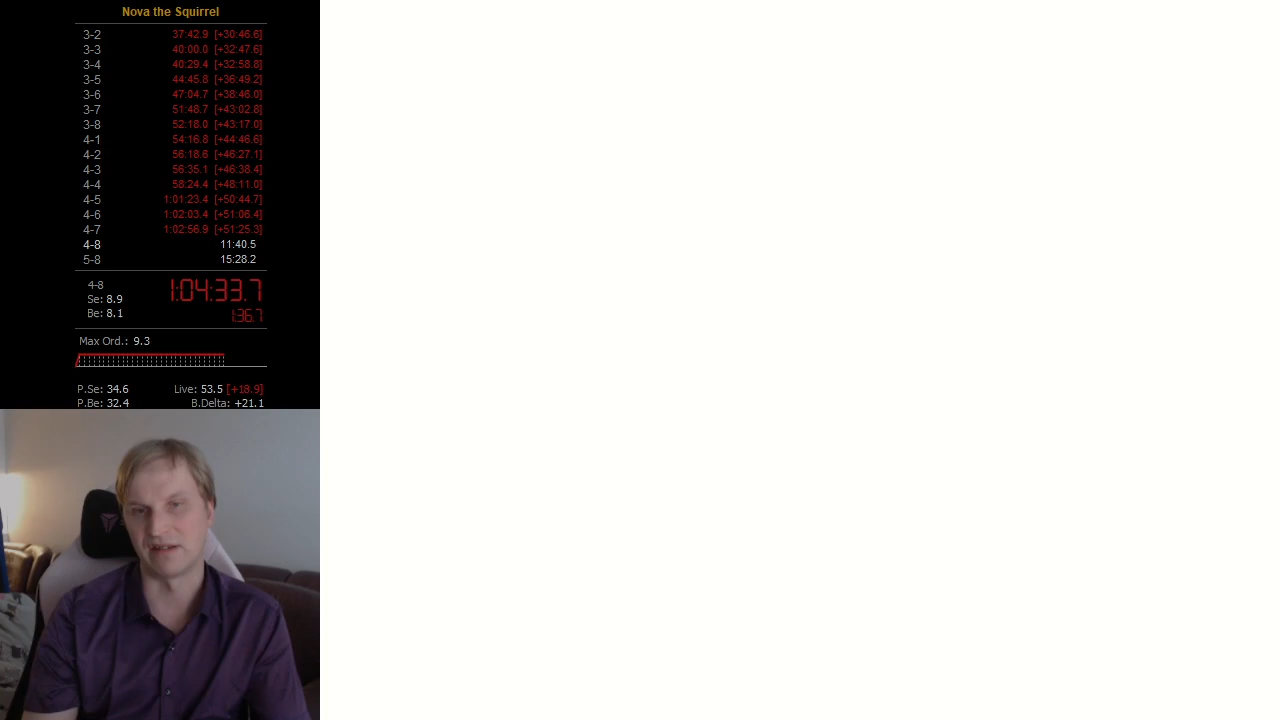 Nova the Squirrel
3-2 37:42.9 [+30:46.6]
3-3 40:00.0 [+32:47.6]
3-4 40:29.4 [+32:58.8]
3-5 44:45.8 [+36:49.2]
3-6 47:04.7 [+38:46.0]
3-7 51:48.7 [+43:02.8]
3-8 52:18.0 [+43:17.0]
4-1 54:16.8 [+44:46.6]
4-2 56:18.6 [+46:27.1]
4-3 56:35.1 [+46:38.4]
4-4 58:24.4 [+48:11.0]
4-5 1:01:23.4 [+50:44.7]
4-6 1:02:03.4 [+51:06.4]
4-7 1:02:56.9 [+51:25.3]
4-8 11:40.5
5-8 15:28.2
4-8 1:04:33.7
Se: 8.9
Be: 8.1 1:36.7
Max Ord.: 9.3
P.Se: 34.6 Live: 53.5 [+18.9]
P.Be: 32.4 B.Delta: +21.1